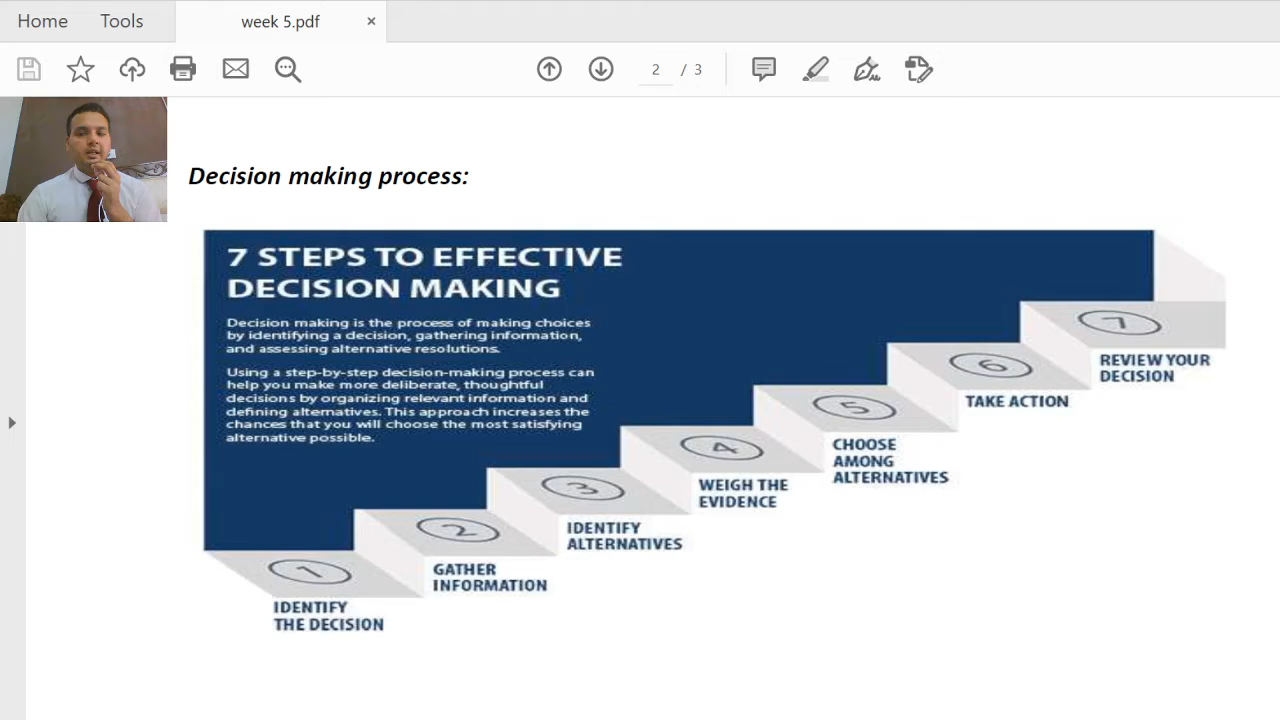 Home
Tools
week 5.pdf
2 / 3
Decision making process:
7 STEPS TO EFFECTIVE
DECISION MAKING
Decision making is the process of making choices
by identifying a decision, gathering information,
and assessing alternative resolutions.
Using a step-by-step decision-making process can
help you make more deliberate, thoughtful
decisions by organizing relevant information and
defining alternatives. This approach increases the
chances that you will choose the most satisfying
alternative possible.
1
IDENTIFY
THE DECISION
2
GATHER
INFORMATION
3
IDENTIFY
ALTERNATIVES
4
WEIGH THE
EVIDENCE
5
CHOOSE
AMONG
ALTERNATIVES
6
TAKE ACTION
7
REVIEW YOUR
DECISION